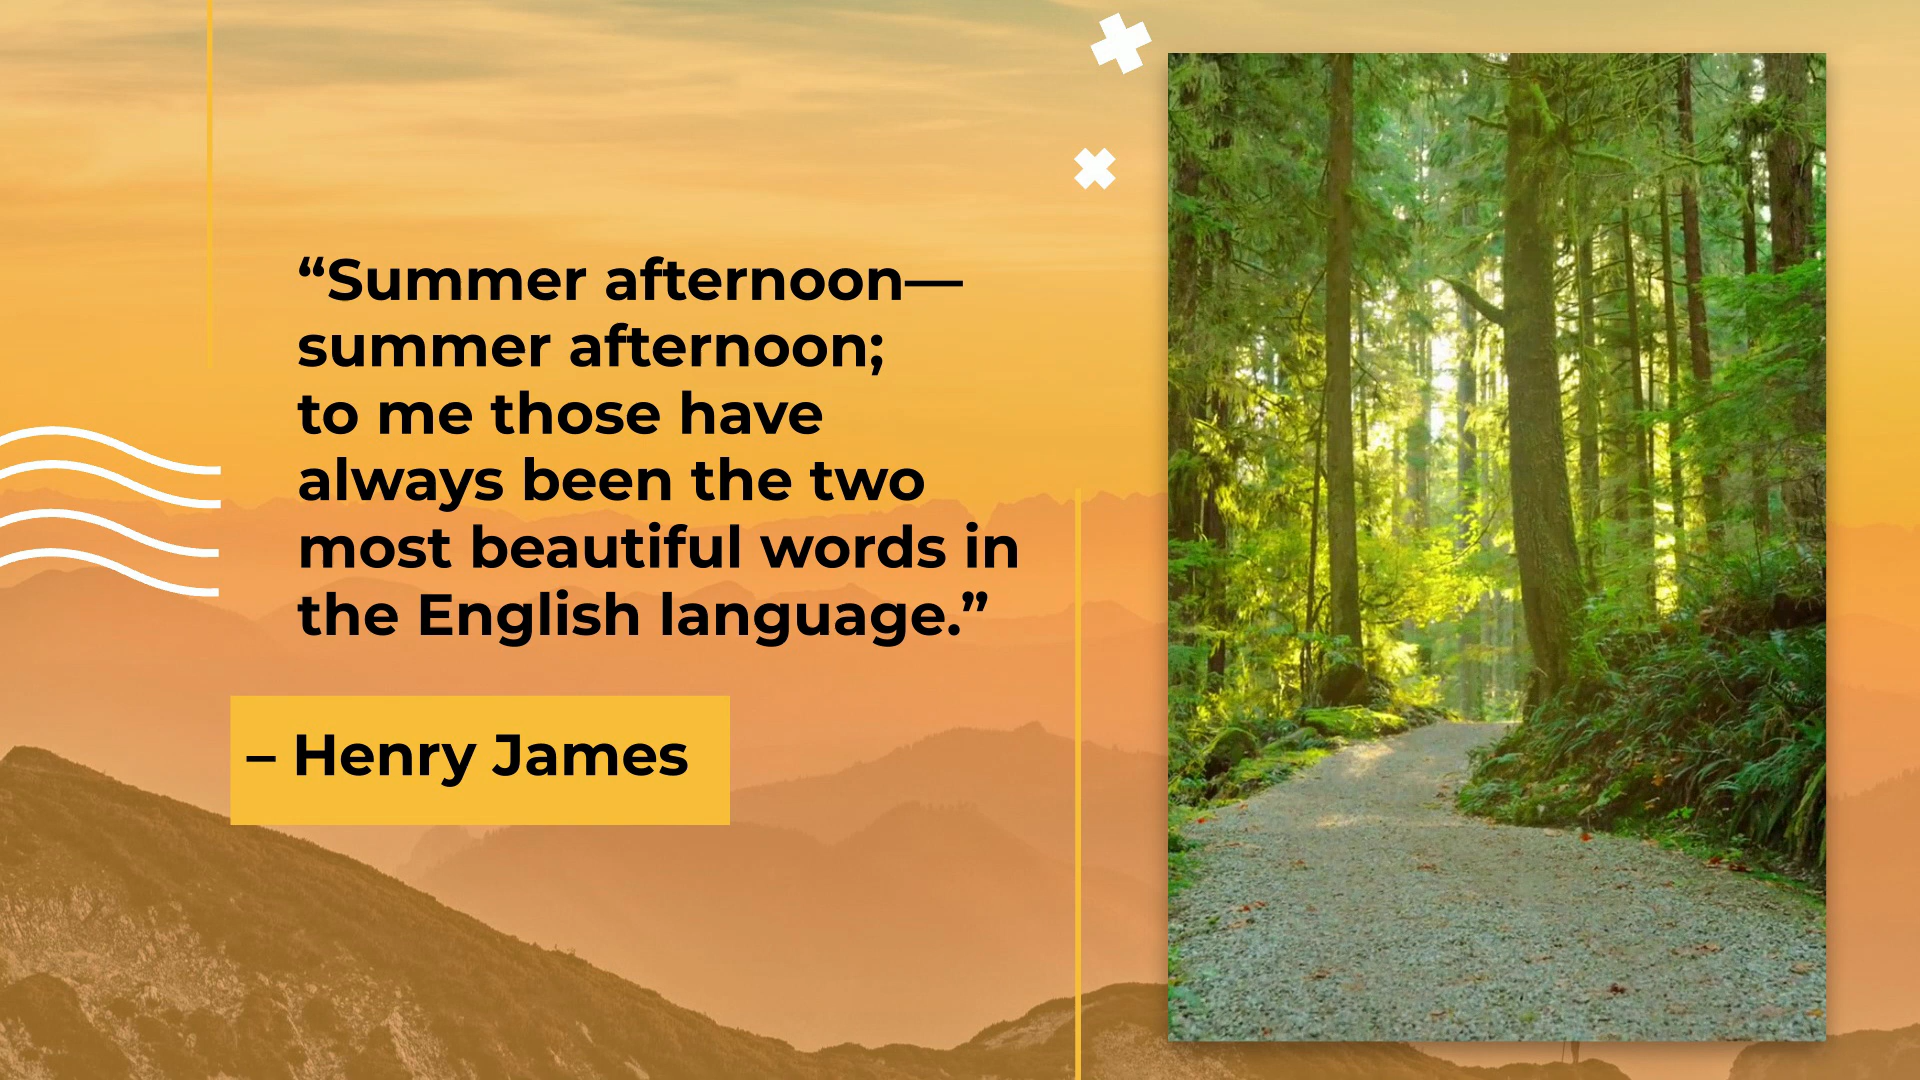 “Summer afternoon—
summer afternoon;
to me those have
always been the two
most beautiful words in
the English language.”
– Henry James